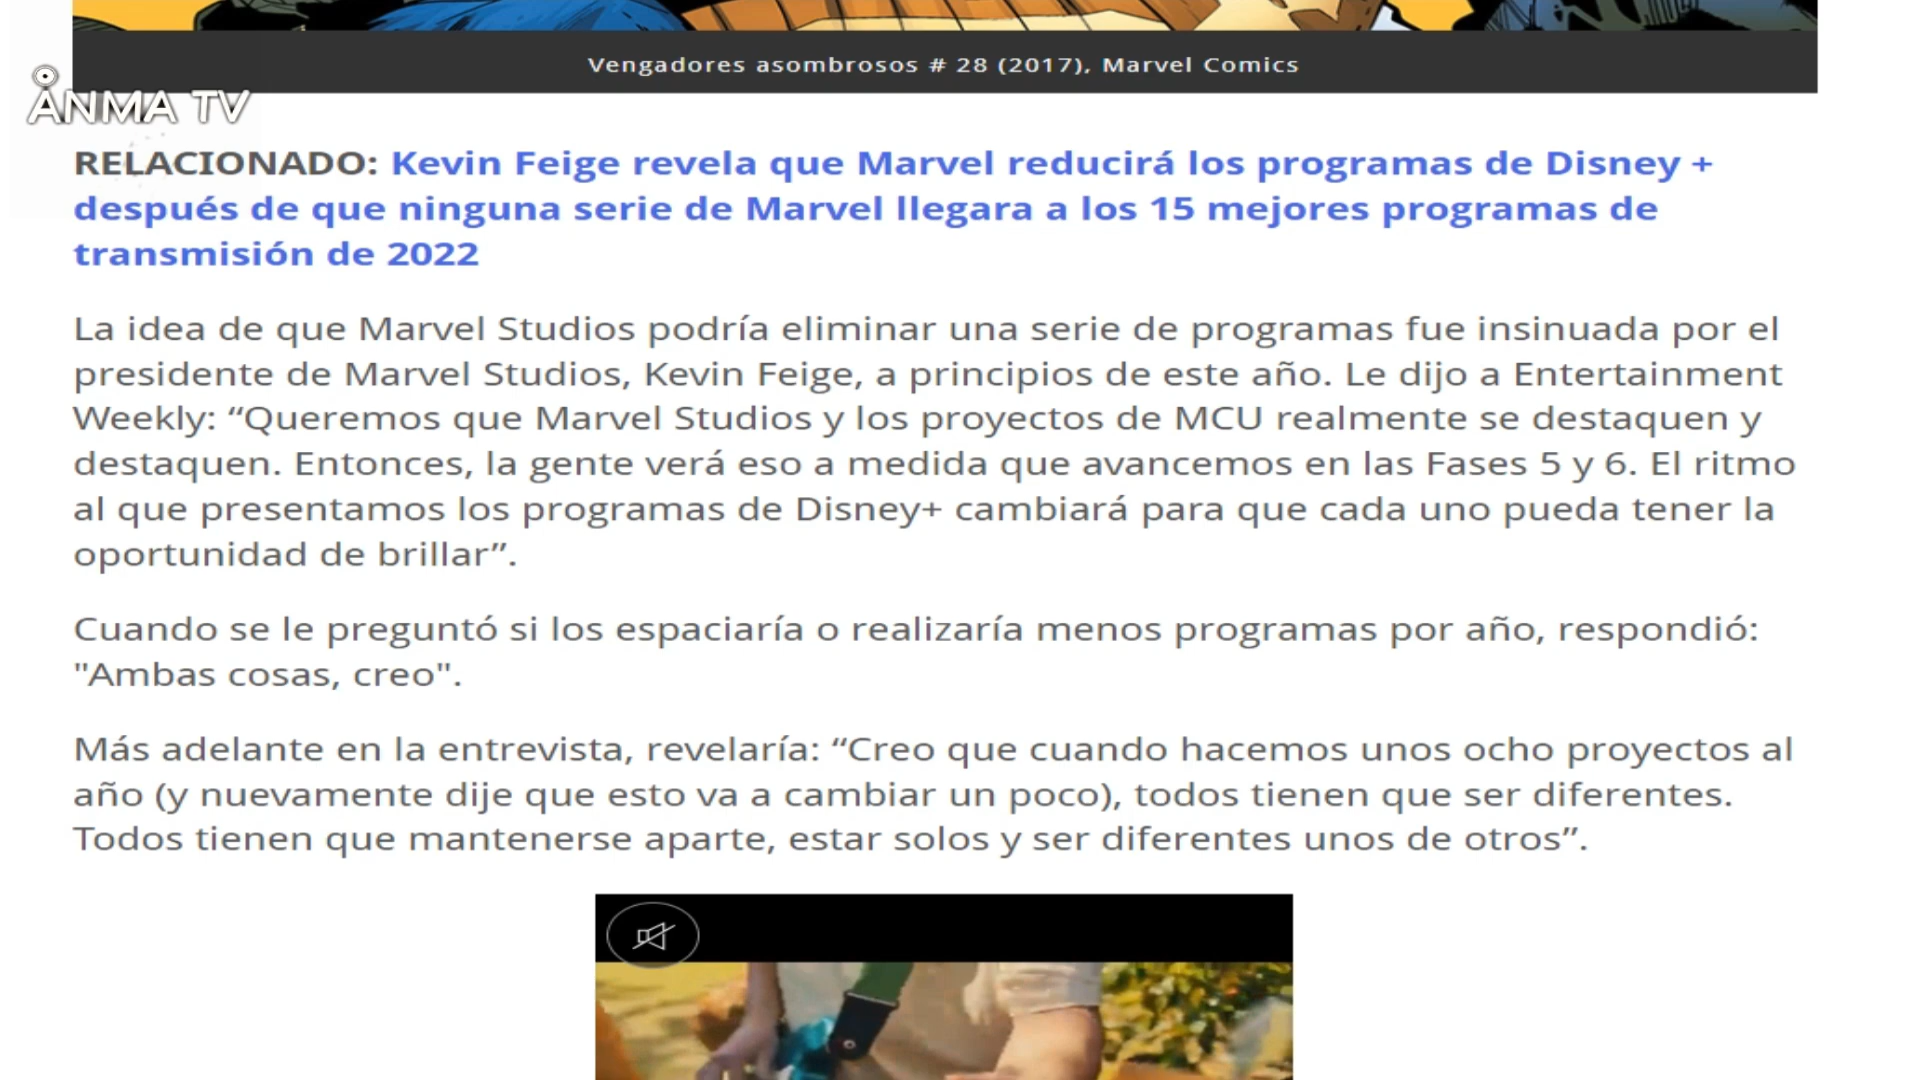 Vengadores asombrosos # 28 (2017), Marvel Comics
ÅNMA TV
RELACIONADO: Kevin Feige revela que Marvel reducirá los programas de Disney +
después de que ninguna serie de Marvel llegara a los 15 mejores programas de
transmisión de 2022
La idea de que Marvel Studios podría eliminar una serie de programas fue insinuada por el
presidente de Marvel Studios, Kevin Feige, a principios de este año. Le dijo a Entertainment
Weekly: “Queremos que Marvel Studios y los proyectos de MCU realmente se destaquen y
destaquen. Entonces, la gente verá eso a medida que avancemos en las Fases 5 y 6. El ritmo
al que presentamos los programas de Disney+ cambiará para que cada uno pueda tener la
oportunidad de brillar”.
Cuando se le preguntó si los espaciaría o realizaría menos programas por año, respondió:
"Ambas cosas, creo".
Más adelante en la entrevista, revelaría: “Creo que cuando hacemos unos ocho proyectos al
año (y nuevamente dije que esto va a cambiar un poco), todos tienen que ser diferentes.
Todos tienen que mantenerse aparte, estar solos y ser diferentes unos de otros”.